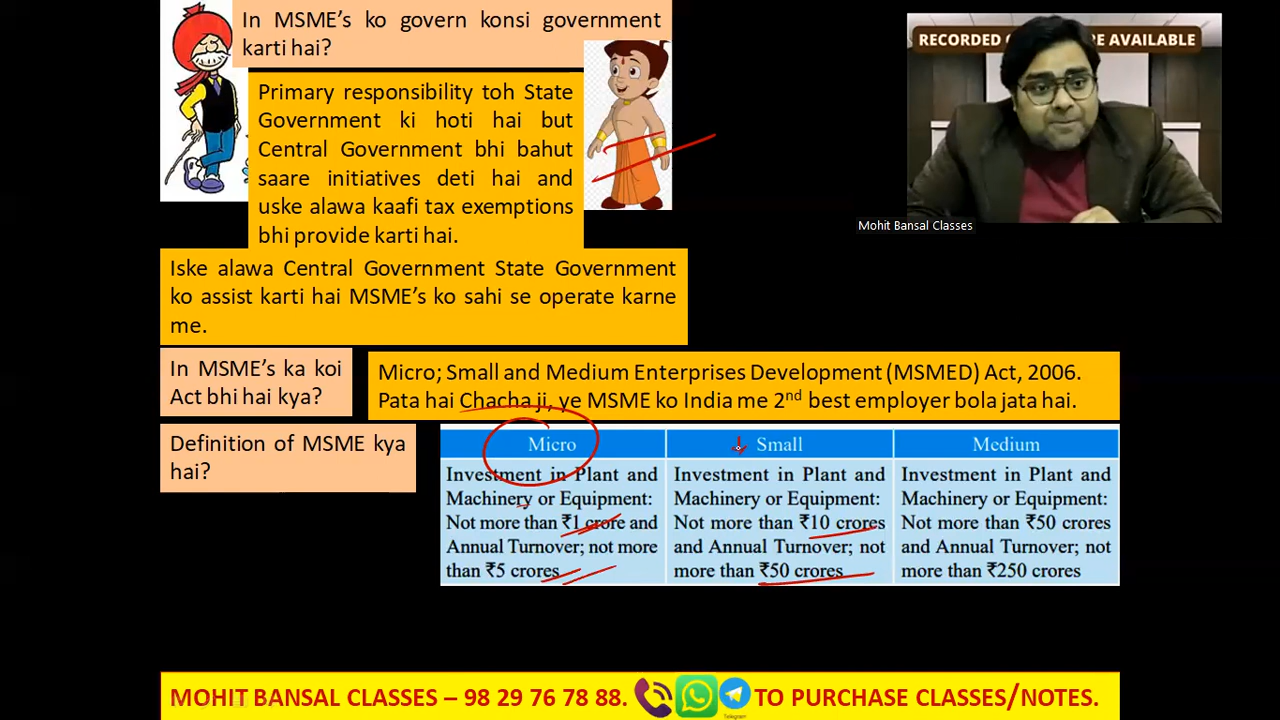 In MSME's ko govern konsi government
karti hai?
RECORDED
RE AVAILABLE
Primary responsibility toh State
Government ki hoti hai but
Central Government bhi bahut
saare initiatives deti hai and
uske alawa kaafi tax exemptions
bhi provide karti hai.
Mohit Bansal Classes
Iske alawa Central Government State Government
ko assist karti hai MSME's ko sahi se operate karne
me.
In MSME's ka koi
Act bhi hai kya?
Micro; Small and Medium Enterprises Development (MSMED) Act, 2006.
Pata hai Chacha ji, ye MSME ko India me 2nd best employer bola jata hai.
Definition of MSME kya
hai?
Micro
Investment in Plant and
Machinery or Equipment:
Not more than ₹1 crore and
Annual Turnover; not more
than ₹5 crores
Small
Investment in Plant and
Machinery or Equipment:
Not more than ₹10 crores
and Annual Turnover; not
more than ₹50 crores
Medium
Investment in Plant and
Machinery or Equipment:
Not more than ₹50 crores
and Annual Turnover; not
more than ₹250 crores
MOHIT BANSAL CLASSES – 98 29 76 78 88. TO PURCHASE CLASSES/NOTES.
Telegram